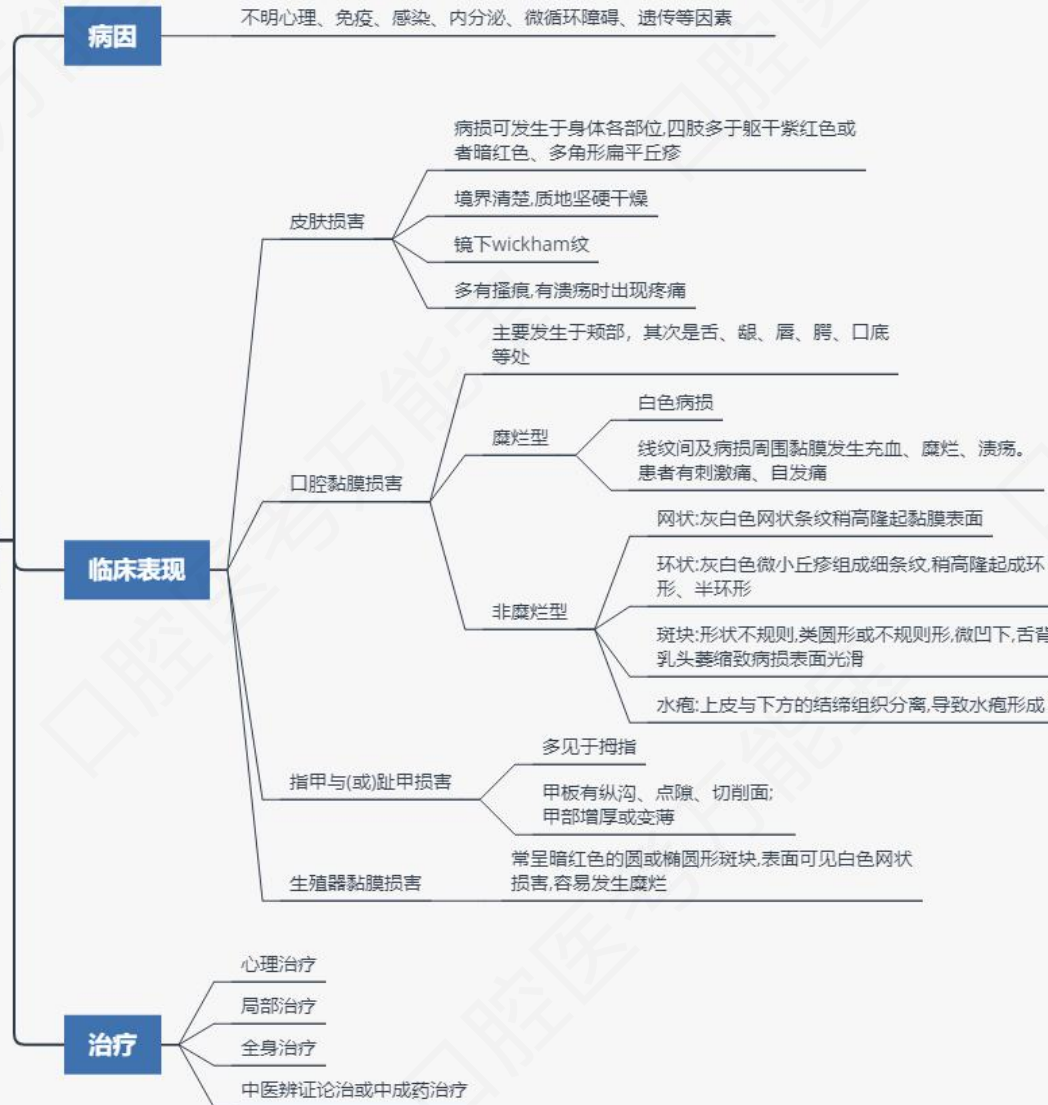 病因
不明心理、免疫、感染、内分泌、微循环障碍、遗传等因素
临床表现
皮肤损害
病损可发生于身体各部位,四肢多于躯干紫红色或
者暗红色、多角形扁平丘疹
境界清楚,质地坚硬干燥
镜下wickham纹
多有搔痕,有溃疡时出现疼痛
口腔黏膜损害
主要发生于颊部，其次是舌、龈、唇、腭、口底
等处
糜烂型
白色病损
线纹间及病损周围黏膜发生充血、糜烂、溃疡。
患者有刺激痛、自发痛
非糜烂型
网状:灰白色网状条纹稍高隆起黏膜表面
环状:灰白色微小丘疹组成细条纹,稍高隆起成环
形、半环形
斑块:形状不规则,类圆形或不规则形,微凹下,舌背
乳头萎缩致病损表面光滑
水疱:上皮与下方的结缔组织分离,导致水疱形成
指甲与(或)趾甲损害
多见于拇指
甲板有纵沟、点隙、切削面;
甲部增厚或变薄
生殖器黏膜损害
常呈暗红色的圆或椭圆形斑块,表面可见白色网状
损害,容易发生糜烂
治疗
心理治疗
局部治疗
全身治疗
中医辨证论治或中成药治疗